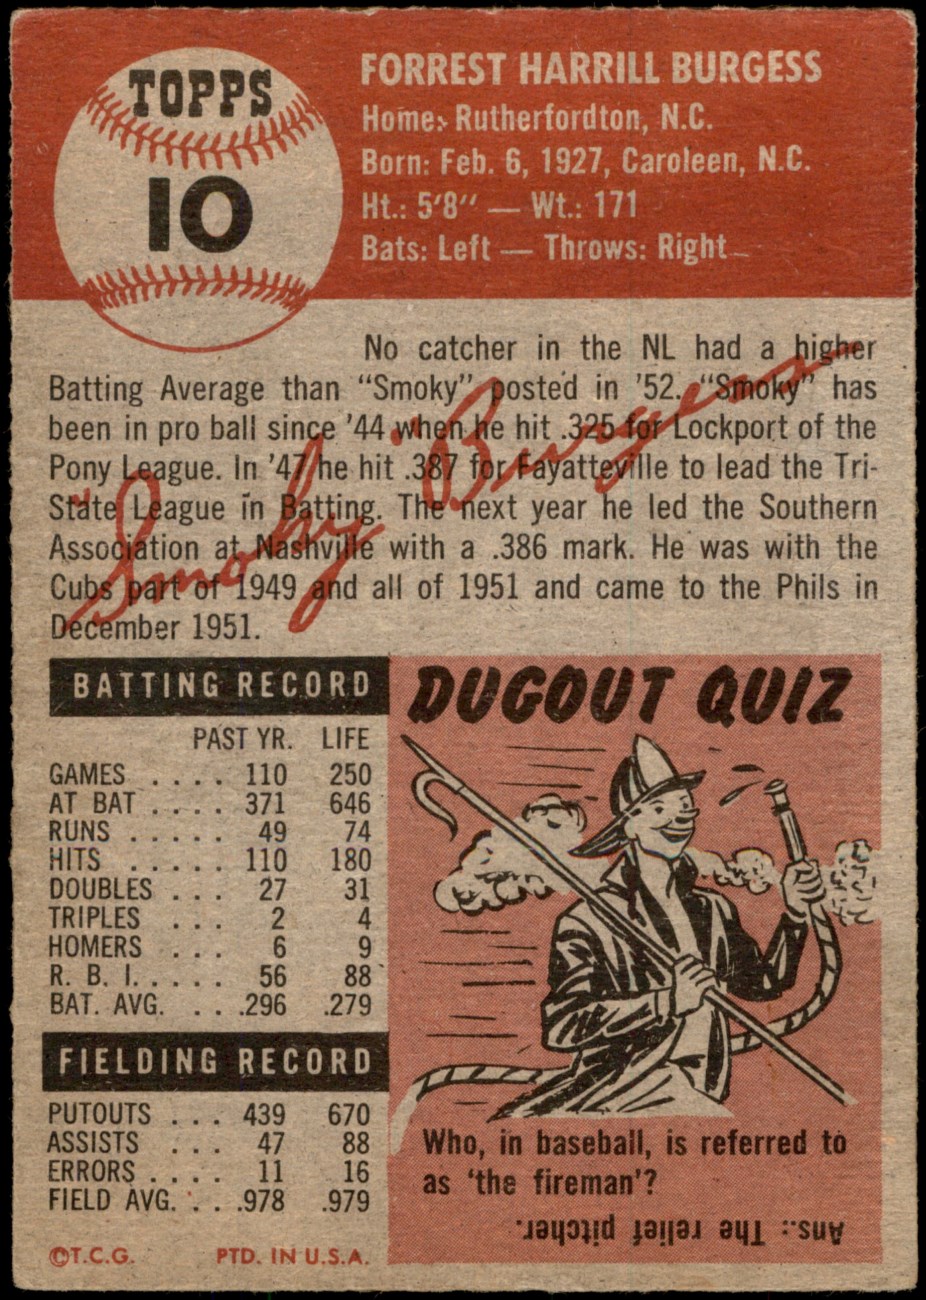 TOPPS
10
FORREST HARRILL BURGESS
Home: Rutherfordton, N.C.
Born: Feb. 6, 1927, Caroleen, N.C.
Ht.: 5'8" — Wt.: 171
Bats: Left — Throws: Right
No catcher in the NL had a higher
Batting Average than "Smoky" posted in '52. "Smoky" has
been in pro ball since '44 when he hit .325 for Lockport of the
Pony League. In '47 he hit .387 for Fayatteville to lead the Tri-
State League in Batting. The next year he led the Southern
Association at Nashville with a .386 mark. He was with the
Cubs part of 1949 and all of 1951 and came to the Phils in
December 1951.
"Smoky" Burgess
BATTING RECORD
PAST YR. LIFE
GAMES . . . . 110 250
AT BAT . . . . 371 646
RUNS . . . . . 49 74
HITS . . . . . 110 180
DOUBLES . . . 27 31
TRIPLES . . . 2 4
HOMERS . . . 6 9
R. B. I. . . . . 56 88
BAT. AVG. . . .296 .279
FIELDING RECORD
PUTOUTS . . . 439 670
ASSISTS . . . 47 88
ERRORS . . . . 11 16
FIELD AVG. . . .978 .979
©T.C.G. PTD. IN U.S.A.
DUGOUT QUIZ
Who, in baseball, is referred to
as 'the fireman'?
Ans.: The relief pitcher.